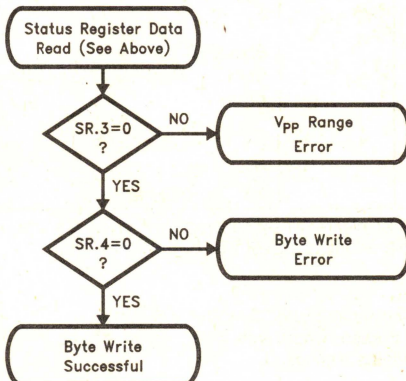 Status Register Data
Read (See Above)
SR.3=0
?
NO
VPP Range
Error
YES
SR.4=0
?
NO
Byte Write
Error
YES
Byte Write
Successful